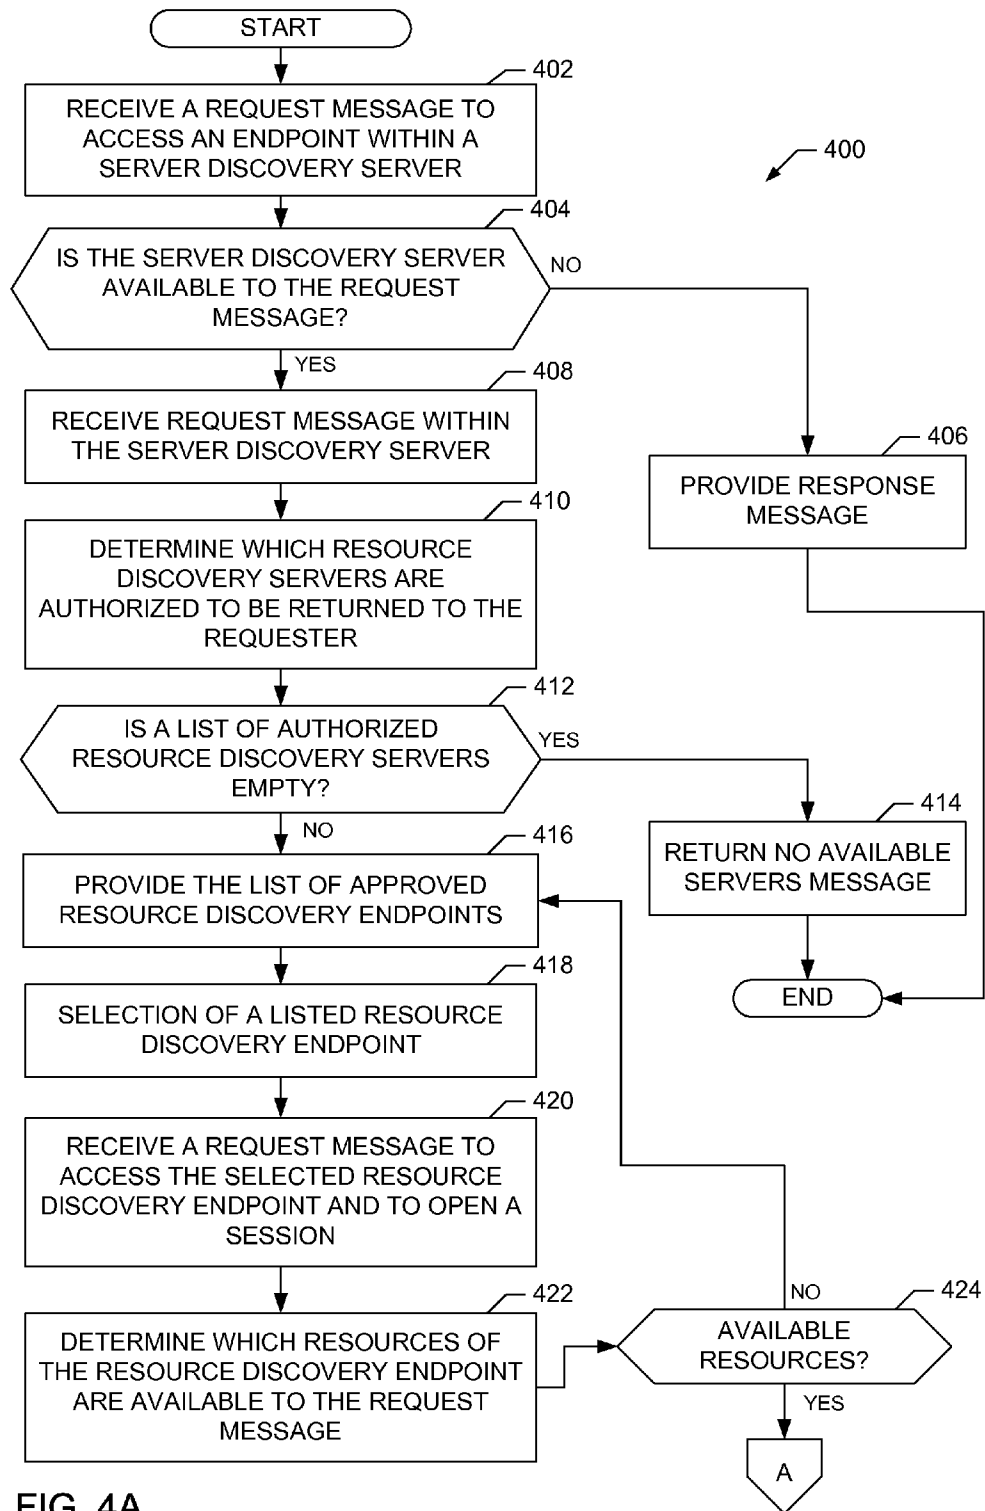 START
402
RECEIVE A REQUEST MESSAGE TO
ACCESS AN ENDPOINT WITHIN A
SERVER DISCOVERY SERVER
400
404
IS THE SERVER DISCOVERY SERVER
AVAILABLE TO THE REQUEST
MESSAGE?
NO
YES
408
RECEIVE REQUEST MESSAGE WITHIN
THE SERVER DISCOVERY SERVER
406
PROVIDE RESPONSE
MESSAGE
410
DETERMINE WHICH RESOURCE
DISCOVERY SERVERS ARE
AUTHORIZED TO BE RETURNED TO THE
REQUESTER
412
IS A LIST OF AUTHORIZED
RESOURCE DISCOVERY SERVERS
EMPTY?
YES
NO
414
RETURN NO AVAILABLE
SERVERS MESSAGE
416
PROVIDE THE LIST OF APPROVED
RESOURCE DISCOVERY ENDPOINTS
END
418
SELECTION OF A LISTED RESOURCE
DISCOVERY ENDPOINT
420
RECEIVE A REQUEST MESSAGE TO
ACCESS THE SELECTED RESOURCE
DISCOVERY ENDPOINT AND TO OPEN A
SESSION
422
DETERMINE WHICH RESOURCES OF
THE RESOURCE DISCOVERY ENDPOINT
ARE AVAILABLE TO THE REQUEST
MESSAGE
NO
424
AVAILABLE
RESOURCES?
YES
A
FIG. 4A